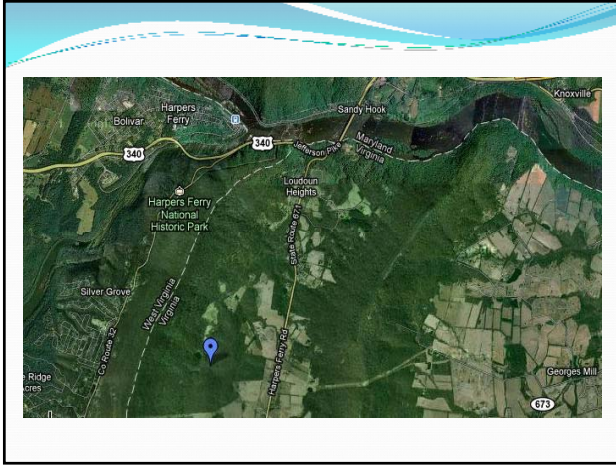 Knoxville
Harpers
Ferry
Sandy Hook
Bolivar
340
340
Jefferson Pike
Maryland
Virginia
Loudoun
Heights
Harpers Ferry
National
Historic Park
State Route 671
West Virginia
Virginia
Silver Grove
Co Route 32
Harpers Ferry Rd
e Ridge
Acres
Georges Mill
673